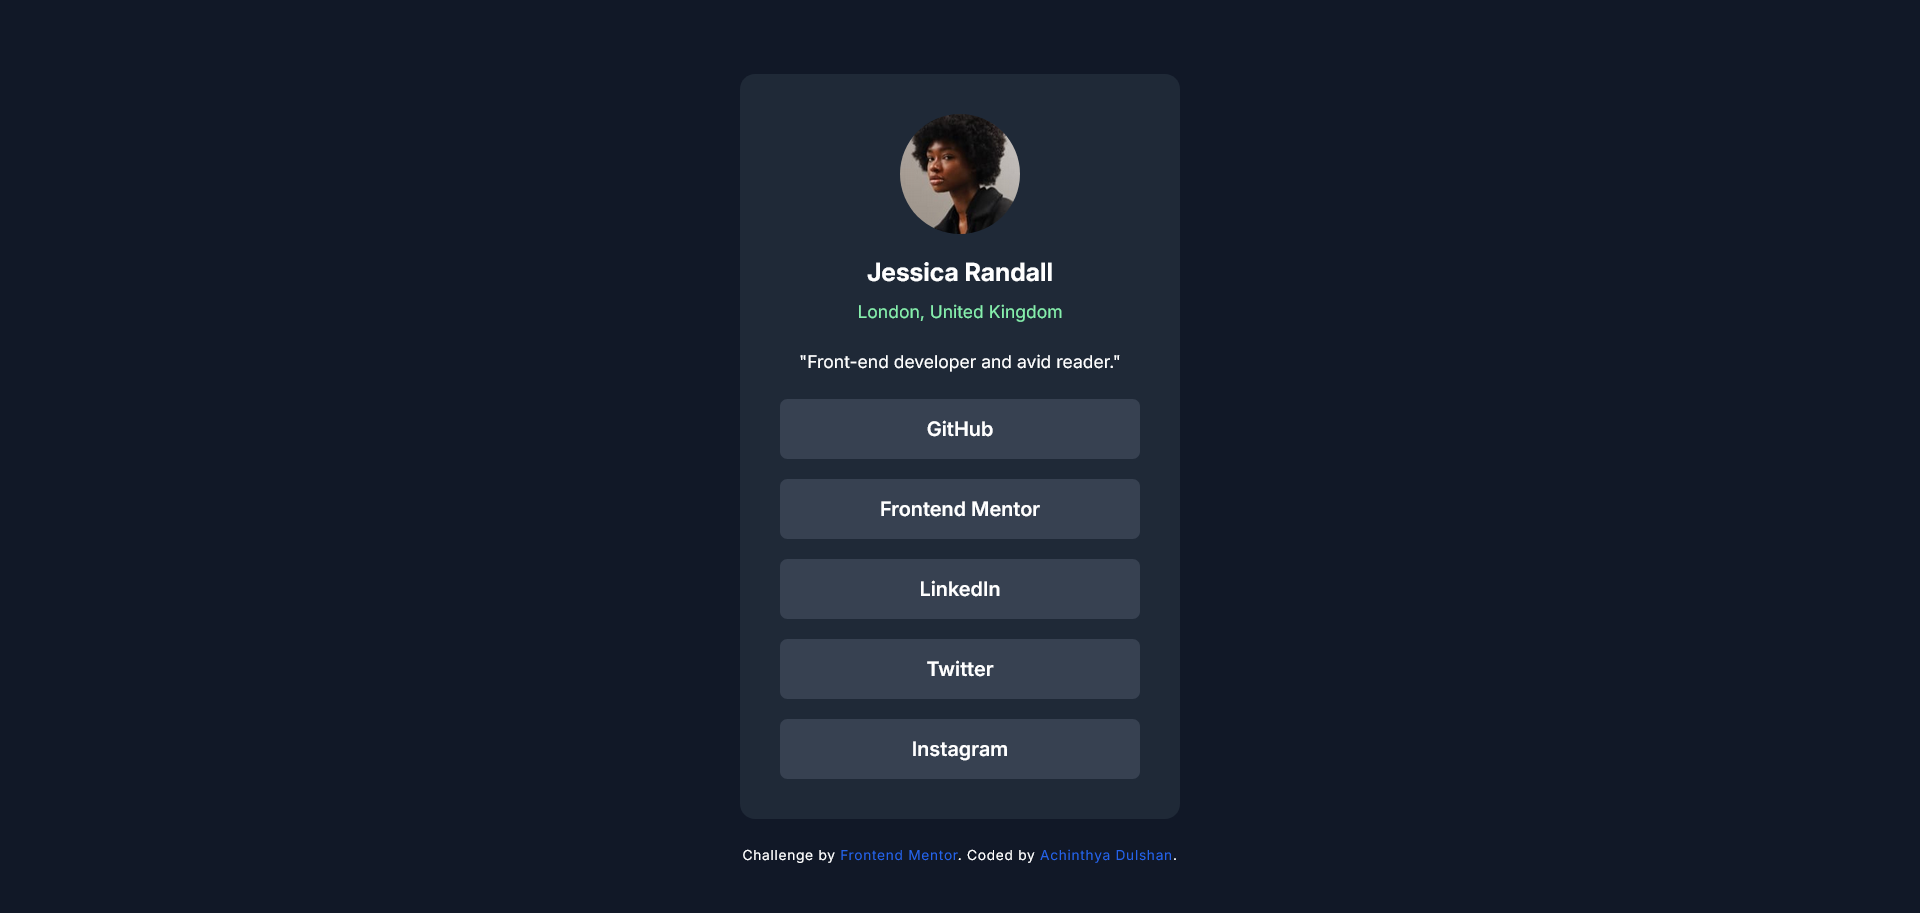 Jessica Randall
London, United Kingdom
"Front-end developer and avid reader."
GitHub
Frontend Mentor
LinkedIn
Twitter
Instagram
Challenge by Frontend Mentor. Coded by Achinthya Dulshan.